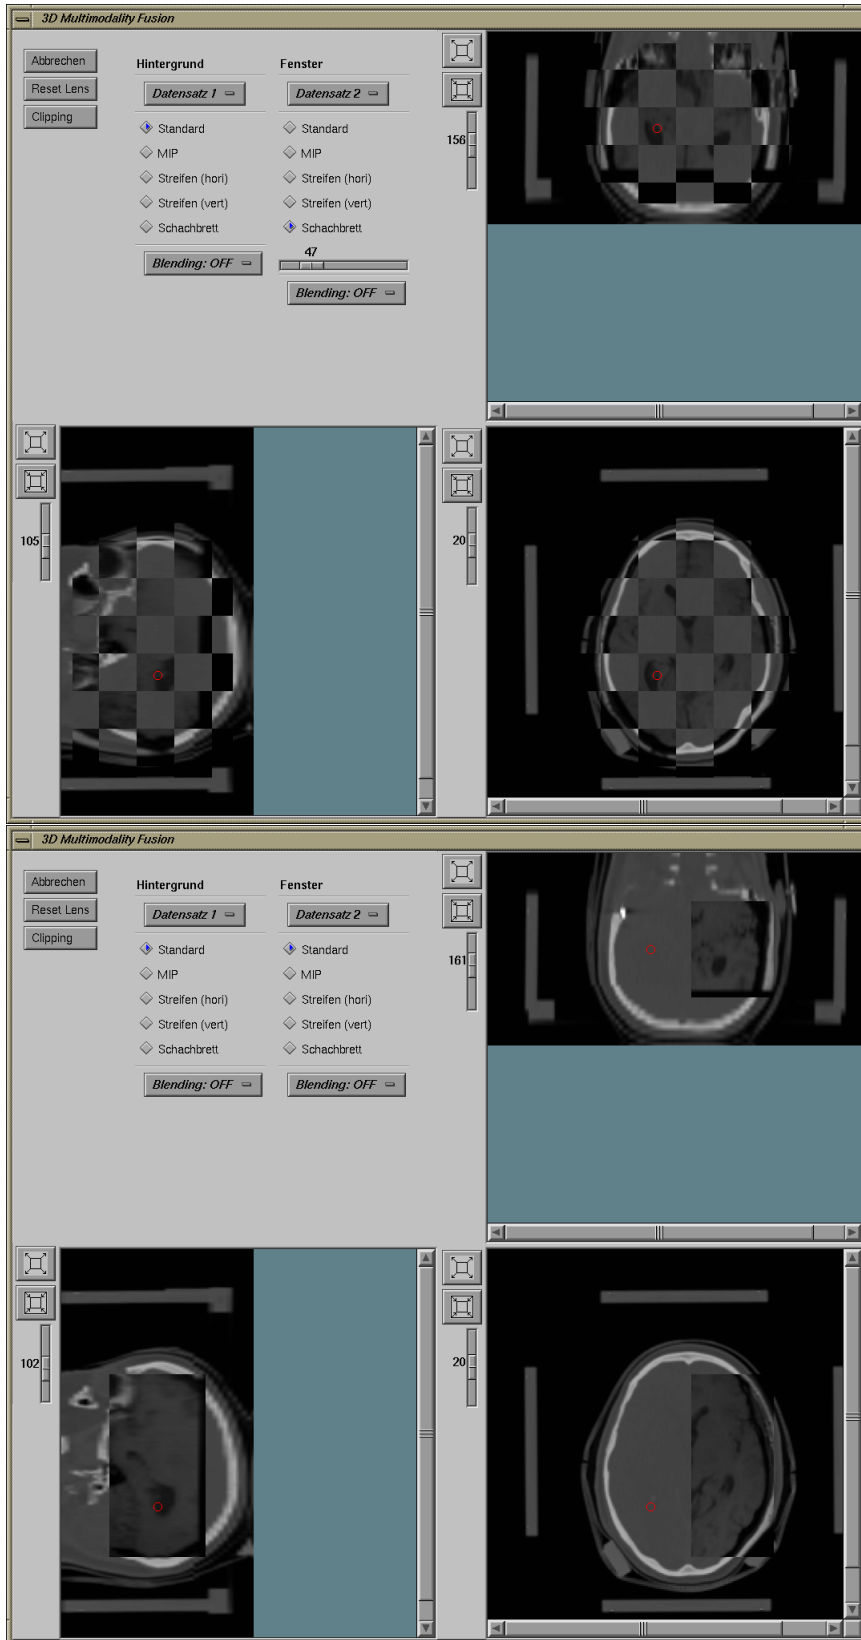 3D Multimodality Fusion
Abbrechen
Reset Lens
Clipping
Hintergrund Fenster
Datensatz 1 Datensatz 2
Standard Standard
MIP MIP
Streifen (hori) Streifen (hori)
Streifen (vert) Streifen (vert)
Schachbrett Schachbrett
47
Blending: OFF
Blending: OFF
156
105
20
3D Multimodality Fusion
Abbrechen
Reset Lens
Clipping
Hintergrund Fenster
Datensatz 1 Datensatz 2
Standard Standard
MIP MIP
Streifen (hori) Streifen (hori)
Streifen (vert) Streifen (vert)
Schachbrett Schachbrett
Blending: OFF Blending: OFF
161
102
20